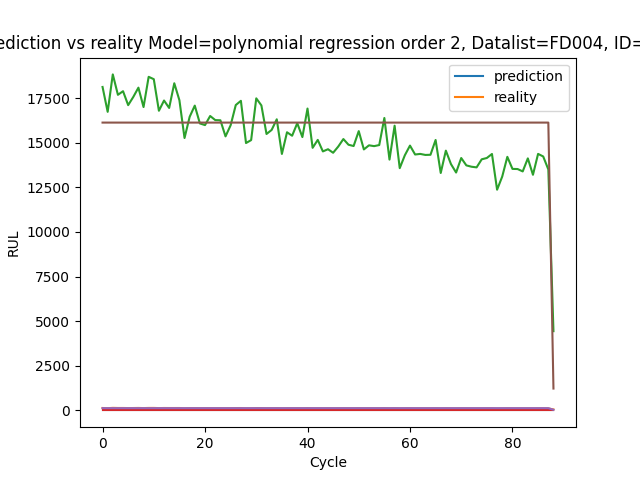 ediction vs reality Model=polynomial regression order 2, Datalist=FD004, ID=
prediction
reality
17500
15000
12500
10000
7500
5000
2500
0
RUL
0 20 40 60 80
Cycle